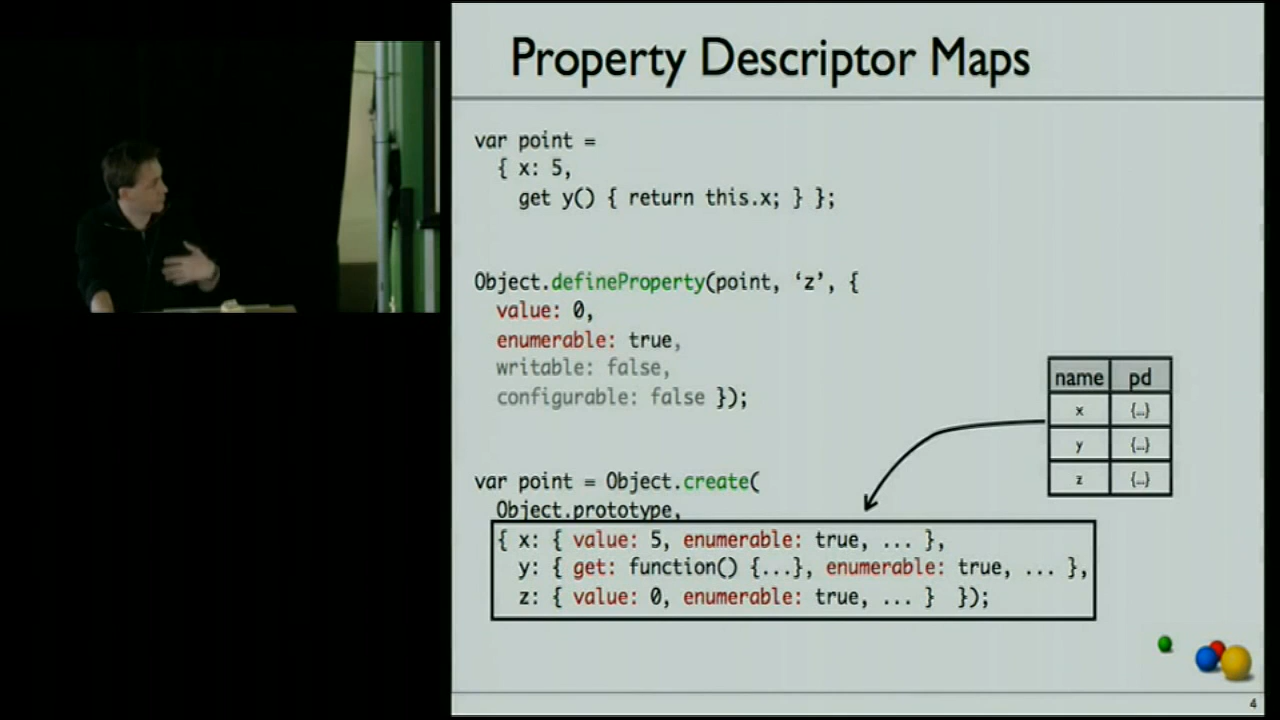 Property Descriptor Maps
var point =
{ x: 5,
get y() { return this.x; } };
Object.defineProperty(point, ‘z’, {
value: 0,
enumerable: true,
writable: false,
configurable: false });
name pd
x {...}
y {...}
z {...}
var point = Object.create(
Object.prototype,
{ x: { value: 5, enumerable: true, ... },
y: { get: function() {...}, enumerable: true, ... },
z: { value: 0, enumerable: true, ... } });
4